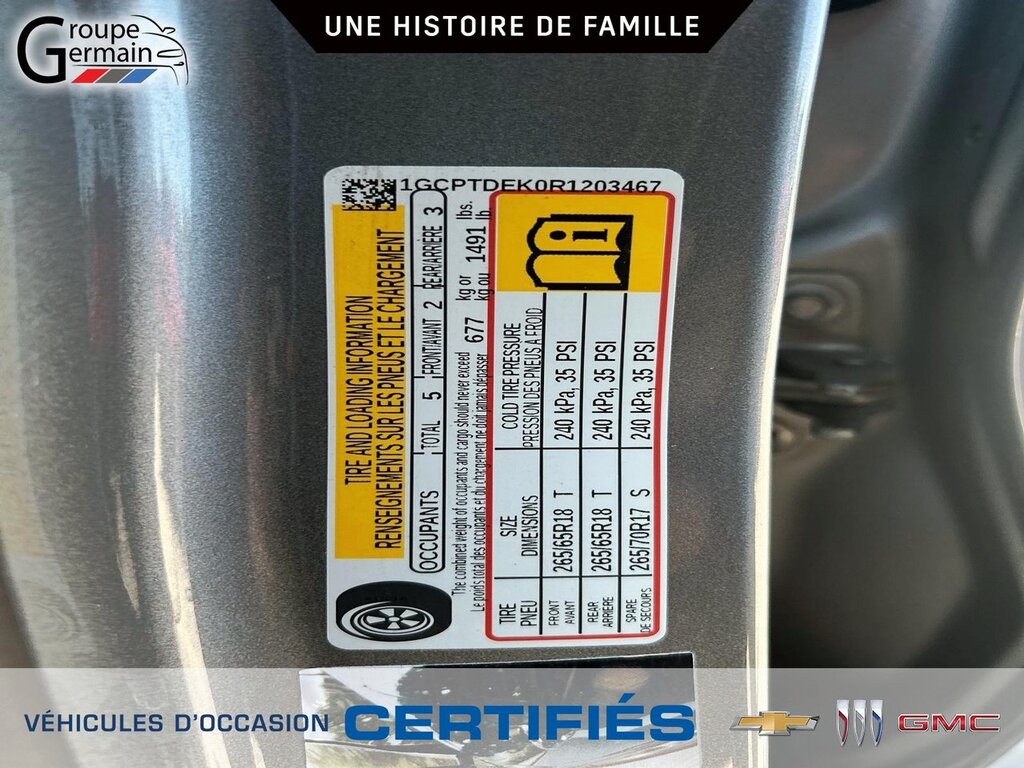 Groupe
Germain
UNE HISTOIRE DE FAMILLE
1GCPTDEK0R1203467
TIRE AND LOADING INFORMATION
RENSEIGNEMENTS SUR LES PNEUS ET LE CHARGEMENT
OCCUPANTS TOTAL 5 FRONT/AVANT 2 REAR/ARRIÈRE 3
The combined weight of occupants and cargo should never exceed 677 kg or 1491 lbs.
Le poids total des occupants et du chargement ne doit jamais dépasser kg ou lb.
TIRE SIZE COLD TIRE PRESSURE
PNEU DIMENSIONS PRESSION DES PNEUS A FROID
FRONT
AVANT
265/65R18 T 240 kPa, 35 PSI
REAR
ARRIERE
265/65R18 T 240 kPa, 35 PSI
SPARE
DE SECOURS
265/70R17 S 240 kPa, 35 PSI
VÉHICULES D'OCCASION CERTIFIÉS GMC